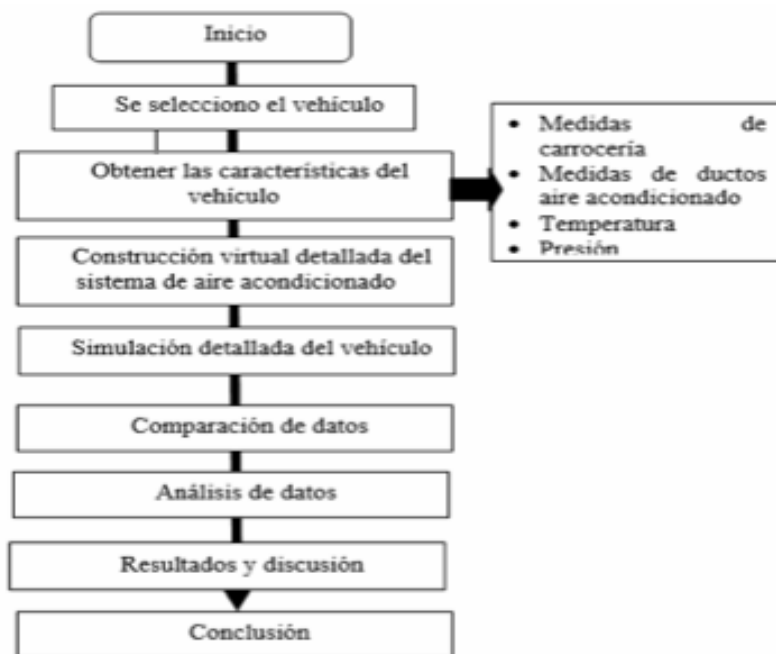 Inicio
Se selecciono el vehículo
Obtener las características del
vehículo
• Medidas de
carrocería
• Medidas de ductos
aire acondicionado
• Temperatura
• Presión
Construcción virtual detallada del
sistema de aire acondicionado
Simulación detallada del vehículo
Comparación de datos
Análisis de datos
Resultados y discusión
Conclusión